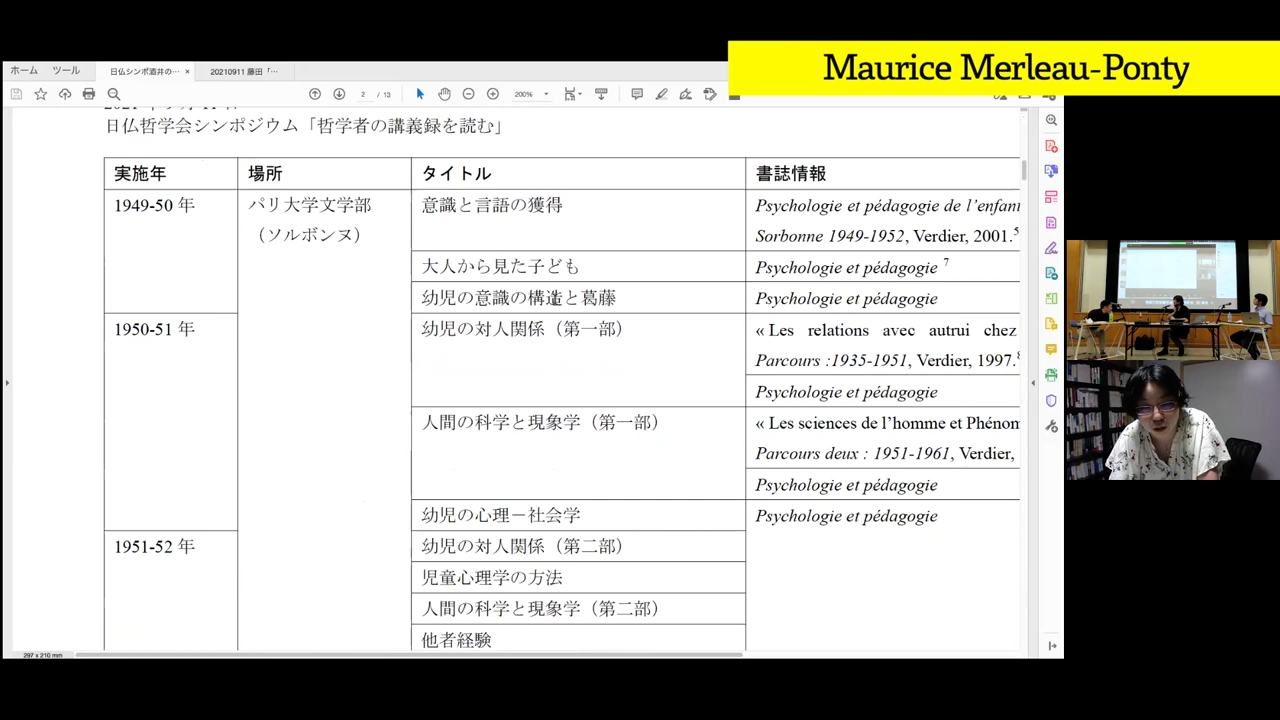 Maurice Merleau-Ponty
ホーム ツール 日仏シンポ酒井の... × 20210911 藤田「...
2 / 13 200%
日仏哲学会シンポジウム「哲学者の講義録を読む」
実施年 場所 タイトル 書誌情報
1949-50 年 パリ大学文学部 意識と言語の獲得 Psychologie et pédagogie de l'enfant
（ソルボンヌ） Sorbonne 1949-1952, Verdier, 2001.5
大人から見た子ども Psychologie et pédagogie 7
幼児の意識の構造と葛藤 Psychologie et pédagogie
1950-51 年 幼児の対人関係（第一部） « Les relations avec autrui chez
Parcours :1935-1951, Verdier, 1997.8
Psychologie et pédagogie
人間の科学と現象学（第一部） « Les sciences de l'homme et Phénom
Parcours deux : 1951-1961, Verdier,
Psychologie et pédagogie
幼児の心理－社会学 Psychologie et pédagogie
1951-52 年 幼児の対人関係（第二部）
児童心理学の方法
人間の科学と現象学（第二部）
他者経験
297 x 210 mm